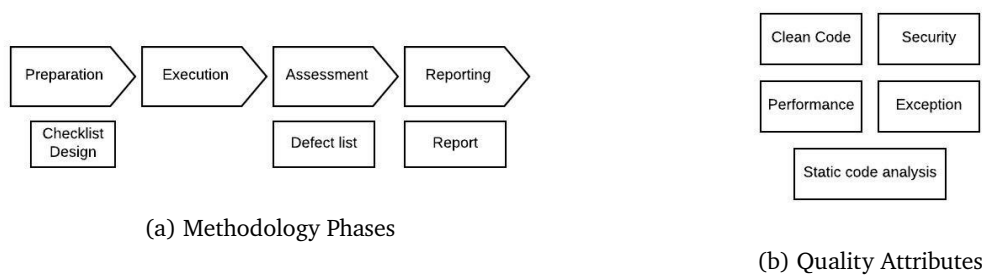 Preparation
Execution
Assessment
Reporting
Checklist
Design
Defect list
Report
(a) Methodology Phases
Clean Code
Security
Performance
Exception
Static code analysis
(b) Quality Attributes